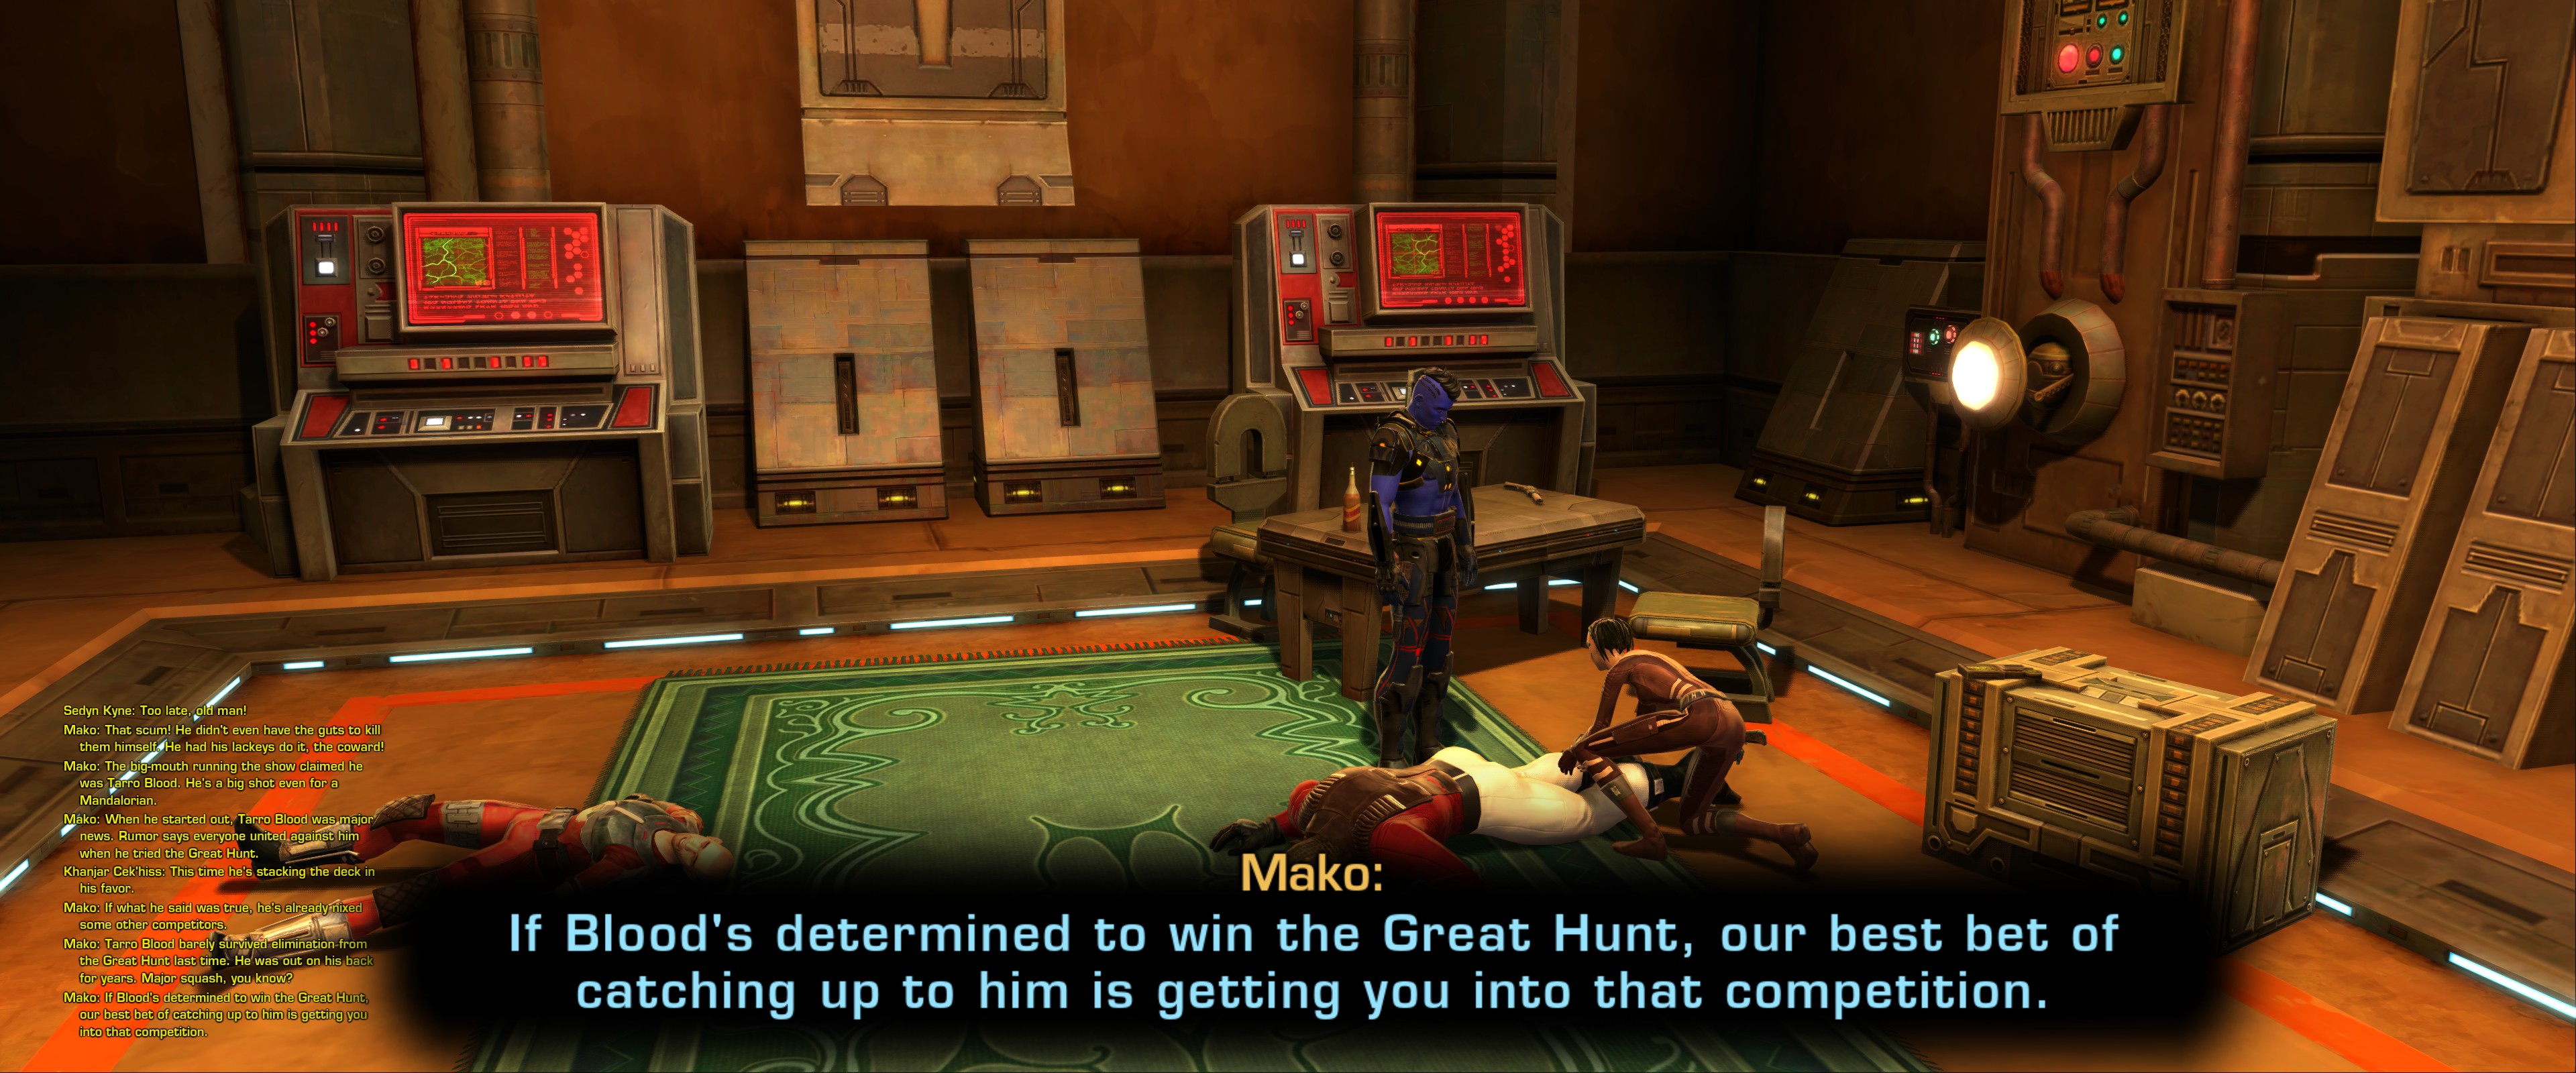 Sedyn Kyne: Too late, old man!
Mako: That scum! He didn't even have the guts to kill
them himself. He had his lackeys do it, the coward!
Mako: The big-mouth running the show claimed he
was Tarro Blood. He's a big shot even for a
Mandalorian.
Mako: When he started out, Tarro Blood was major
news. Rumor says everyone united against him
when he tried the Great Hunt.
Khanjar Cek'hiss: This time he's stacking the deck in
his favor.
Mako: If what he said was true, he's already nixed
some other competitors.
Mako: Tarro Blood barely survived elimination from
the Great Hunt last time. He was out on his back
for years. Major squash, you know?
Mako: If Blood's determined to win the Great Hunt,
our best bet of catching up to him is getting you
into that competition.
Mako:
If Blood's determined to win the Great Hunt, our best bet of
catching up to him is getting you into that competition.